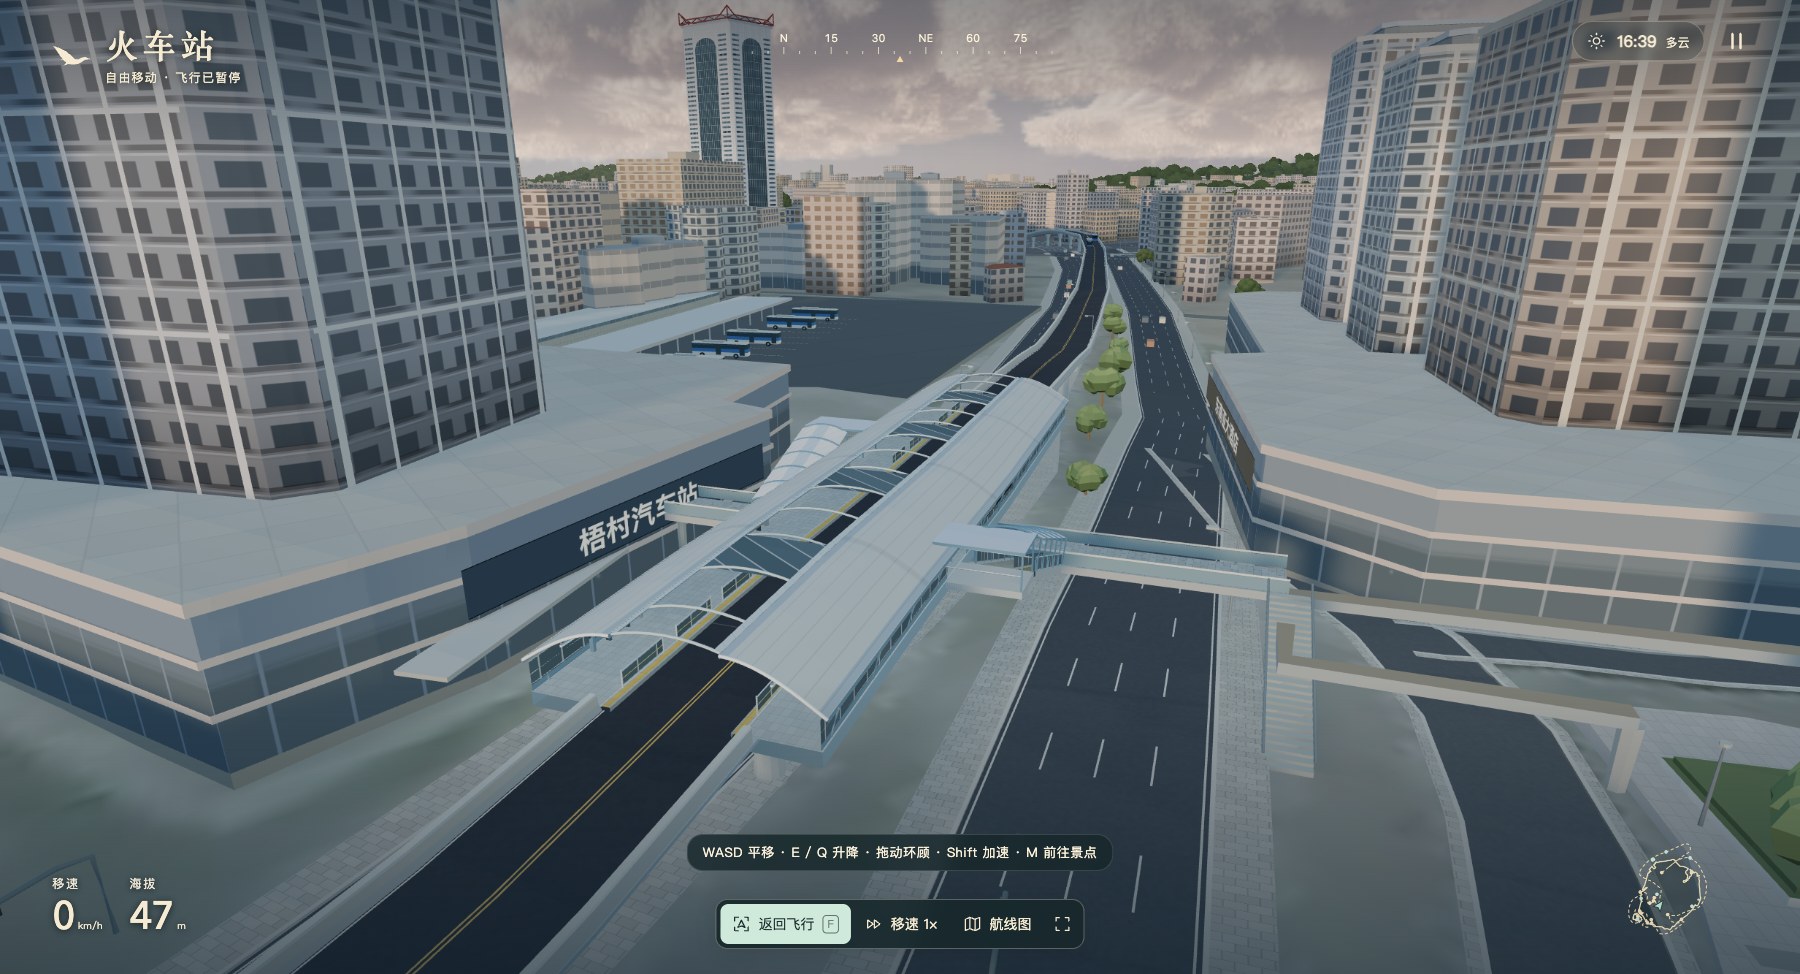 火车站
自由移动 · 飞行已暂停
N 15 30 NE 60 75
16:39 多云
梧村汽车站
WASD 平移 · E / Q 升降 · 拖动环顾 · Shift 加速 · M 前往景点
移速 海拔
0 km/h 47 m
返回飞行 F 移速 1x 航线图